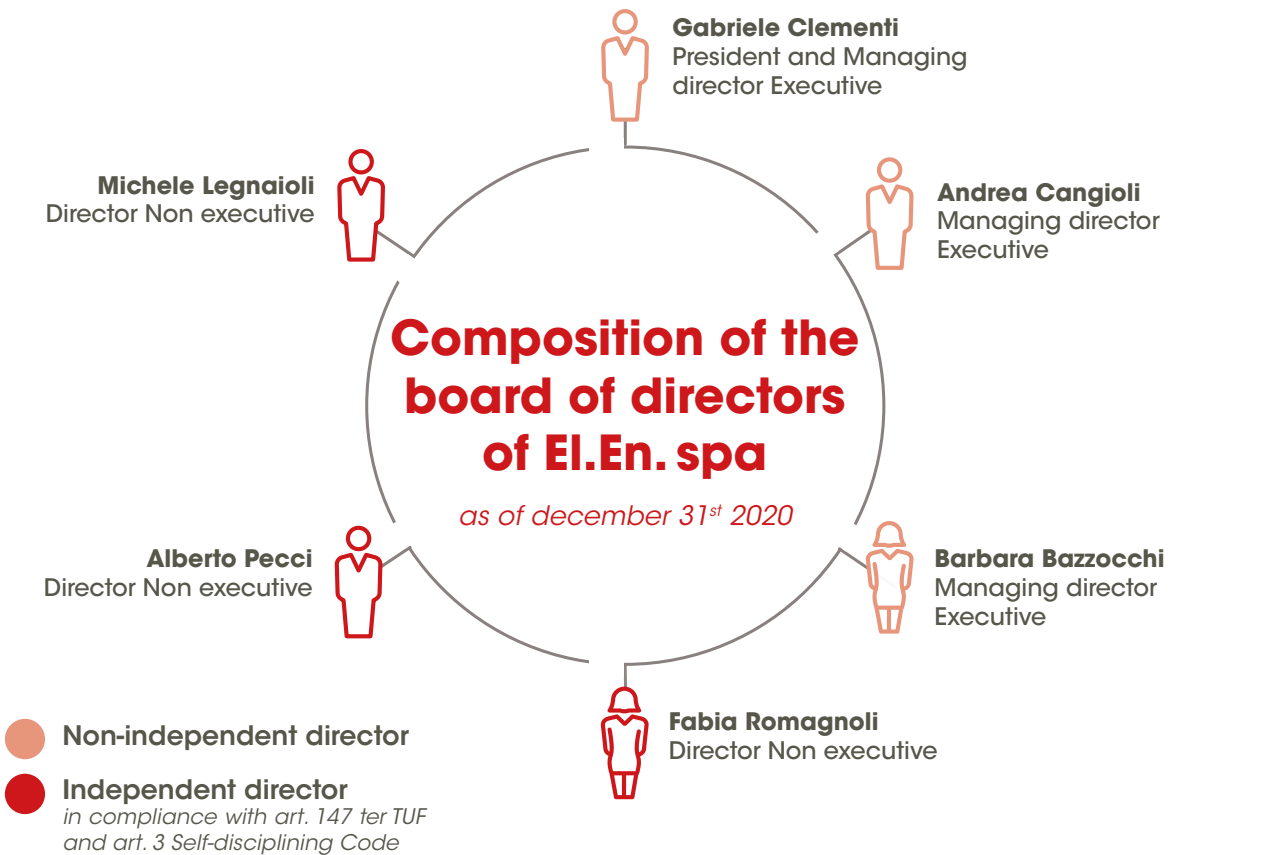 Gabriele Clementi
President and Managing
director Executive
Michele Legnaioli
Director Non executive
Andrea Cangioli
Managing director
Executive
Composition of the
board of directors
of El.En. spa
as of december 31st 2020
Alberto Pecci
Director Non executive
Barbara Bazzocchi
Managing director
Executive
Fabia Romagnoli
Director Non executive
Non-independent director
Independent director
in compliance with art. 147 ter TUF
and art. 3 Self-disciplining Code